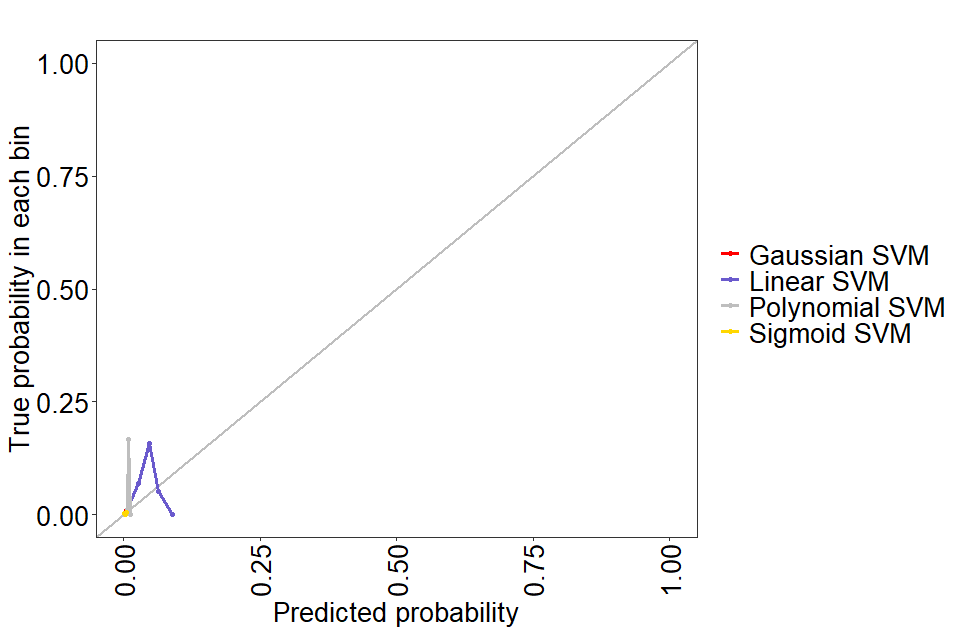 True probability in each bin
1.00
0.75
0.50
0.25
0.00
0.00
0.25
0.50
0.75
1.00
Predicted probability
Gaussian SVM
Linear SVM
Polynomial SVM
Sigmoid SVM